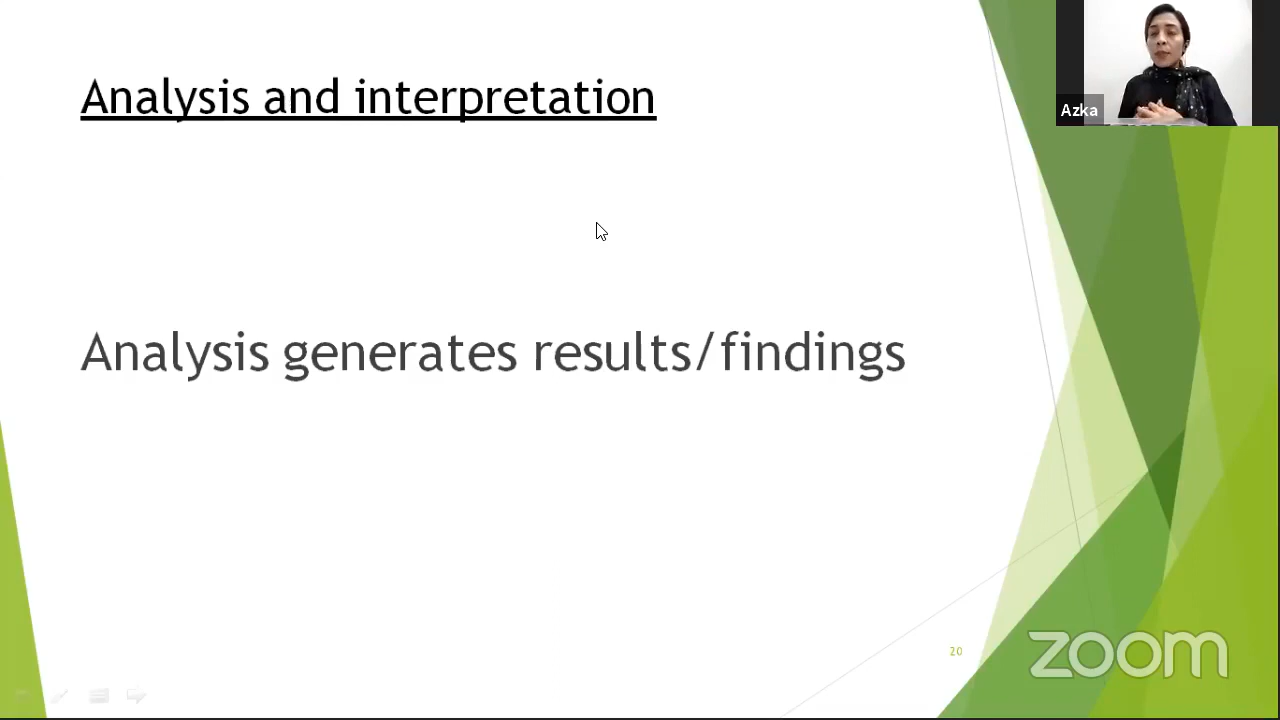 Analysis and interpretation
Azka
Analysis generates results/findings
20
zoom